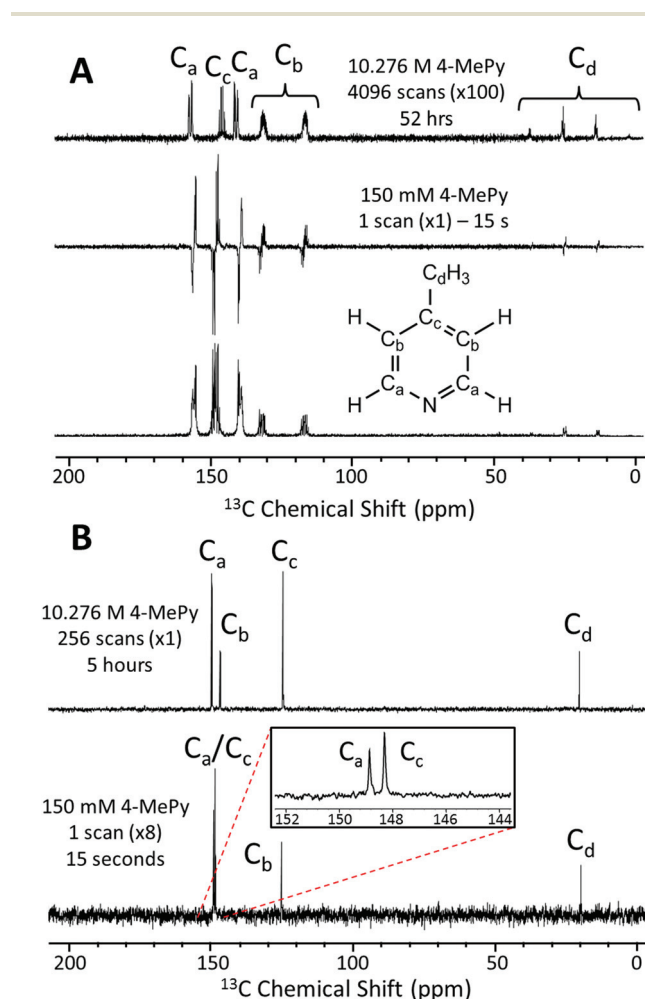 A
Ca
Cc
Ca
Cb
10.276 M 4-MePy
4096 scans (x100)
52 hrs
Cd
150 mM 4-MePy
1 scan (x1) – 15 s
CdH3
H
Cc
H
Cb
Cb
Ca
Ca
H
N
H
200
150
100
50
0
13C Chemical Shift (ppm)
B
Ca
Cc
10.276 M 4-MePy
256 scans (x1)
5 hours
Cb
Cd
Ca/Cc
Ca
Cc
152
150
148
146
144
150 mM 4-MePy
1 scan (x8)
15 seconds
Cb
Cd
200
150
100
50
0
13C Chemical Shift (ppm)